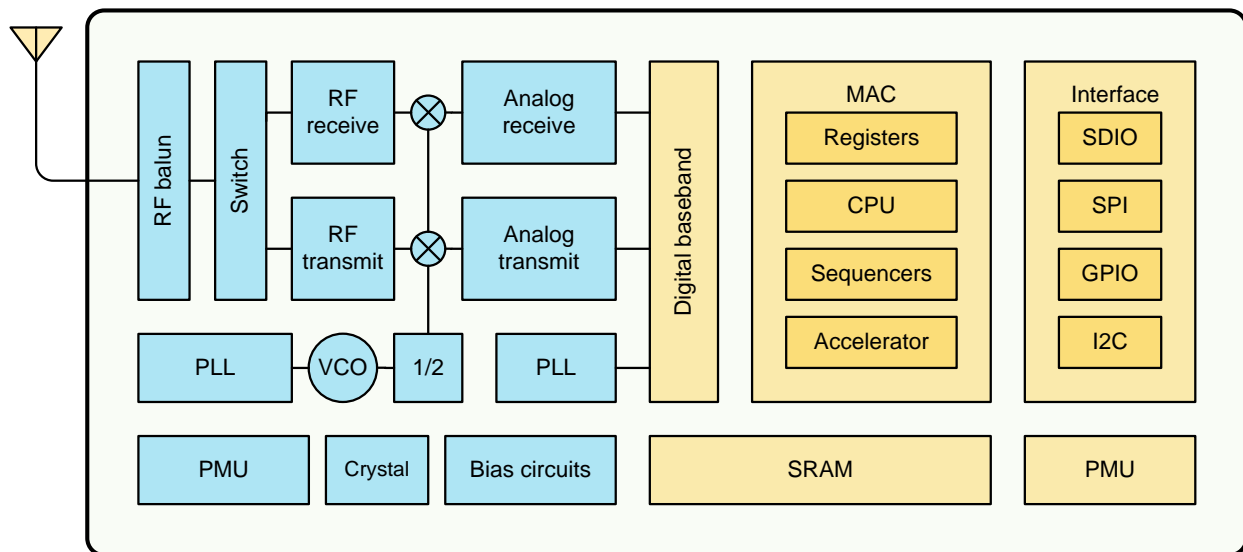 RF balun
Switch
RF
receive
Analog
receive
RF
transmit
Analog
transmit
PLL
VCO
1/2
PLL
Digital baseband
MAC
Registers
CPU
Sequencers
Accelerator
Interface
SDIO
SPI
GPIO
I2C
PMU
Crystal
Bias circuits
SRAM
PMU